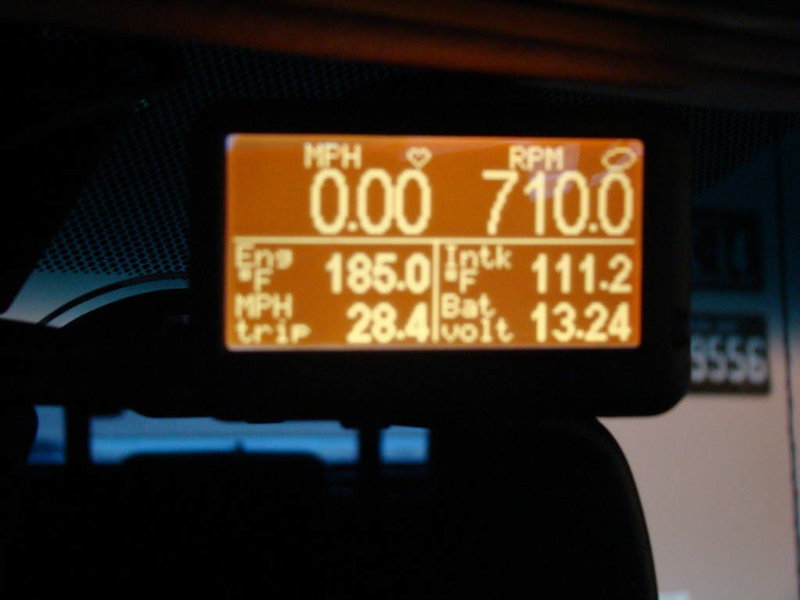 MPH RPM
0.00 710.0
Eng °F 185.0 Intk °F 111.2
MPH trip 28.4 Bat volt 13.24